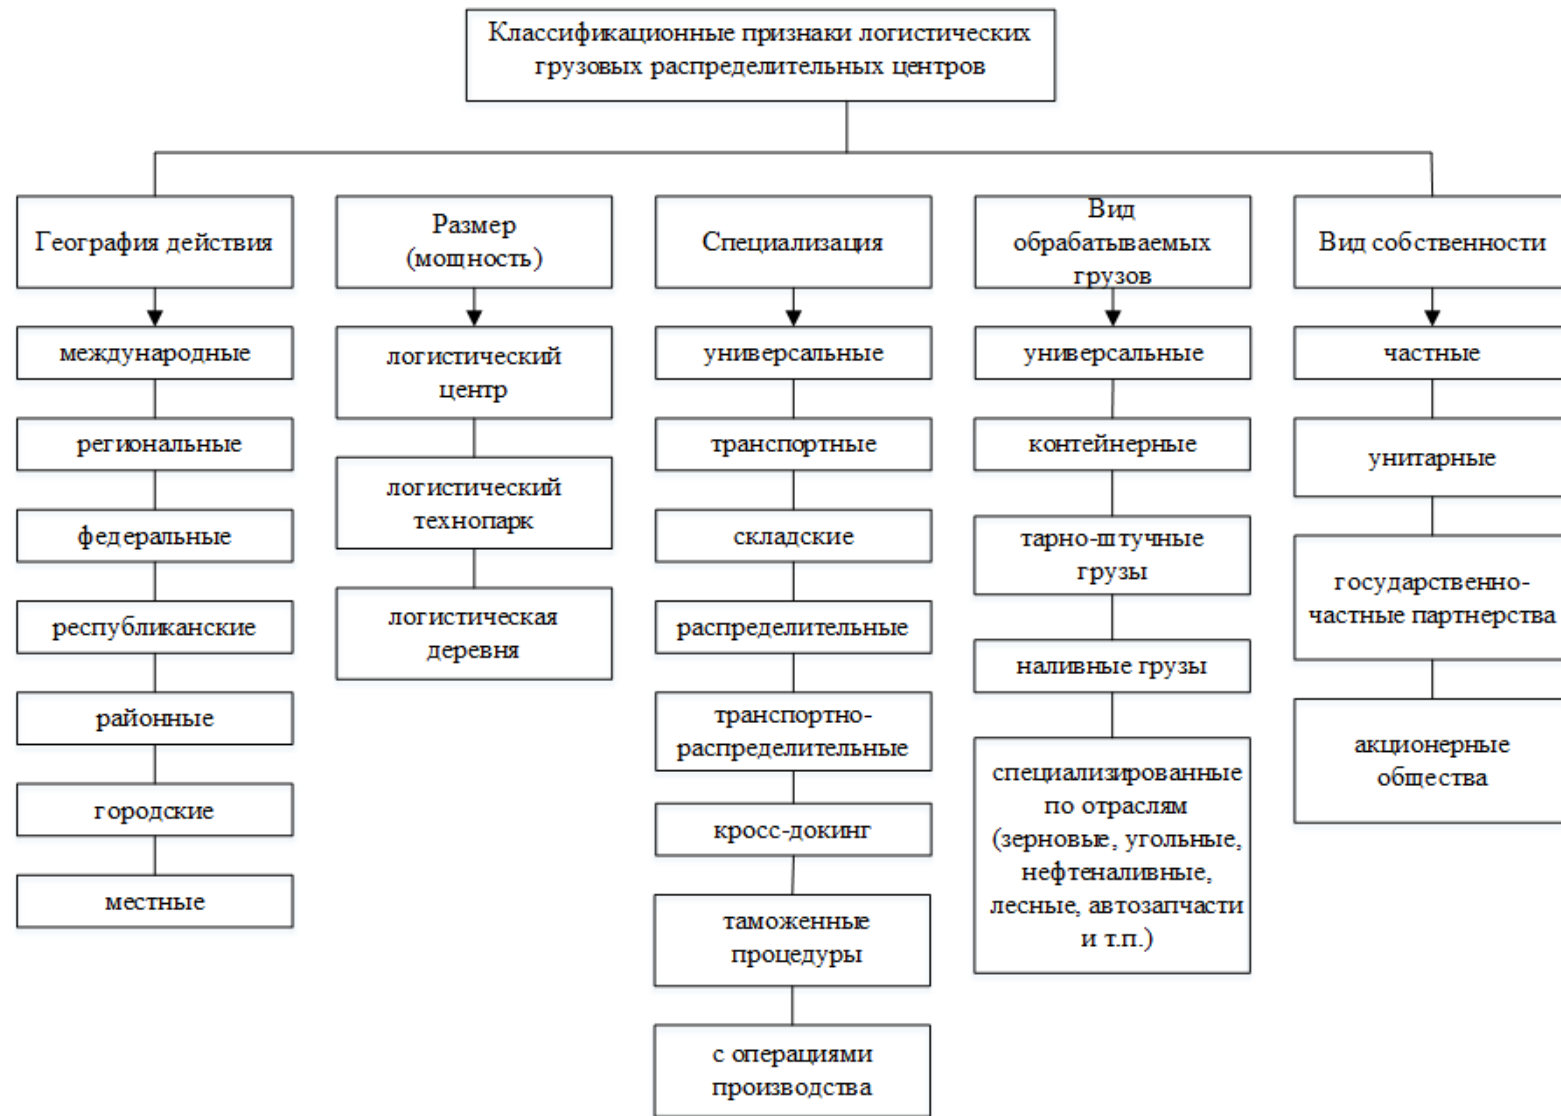 Классификационные признаки логистических
грузовых распределительных центров
География действия
международные
региональные
федеральные
республиканские
районные
городские
местные
Размер
(мощность)
логистический
центр
логистический
технопарк
логистическая
деревня
Специализация
универсальные
транспортные
складские
распределительные
транспортно-
распределительные
кросс-докинг
таможенные
процедуры
с операциями
производства
Вид
обрабатываемых
грузов
универсальные
контейнерные
тарно-штучные
грузы
наливные грузы
специализированные
по отраслям
(зерновые, угольные,
нефтеналивные,
лесные, автозапчасти
и т.п.)
Вид собственности
частные
унитарные
государственно-
частные партнерства
акционерные
общества